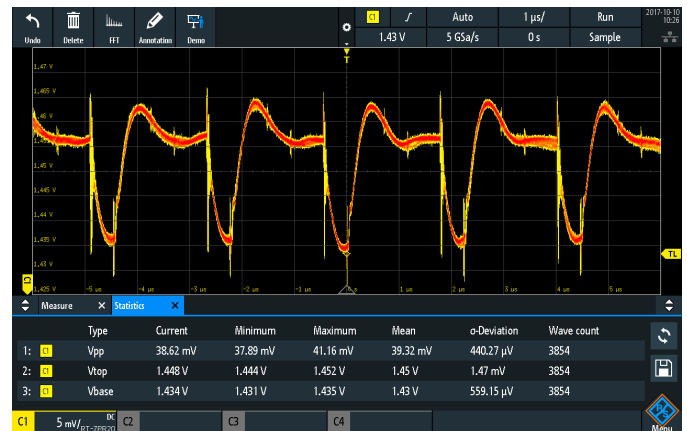 C1 Auto 1 µs/ Run 2017-10-10
10:26
Undo Delete FFT Annotation Demo 1.43 V 5 GSa/s 0 s Sample
T
1.47 V
1.465 V
1.46 V
1.455 V
1.45 V
1.445 V
1.44 V
1.435 V
1.43 V
TL
C1
1.425 V -5 µs -4 µs -3 µs -2 µs -1 µs 0 s 1 µs 2 µs 3 µs 4 µs 5 µs
Measure X Statistics X
Type Current Minimum Maximum Mean σ-Deviation Wave count
1: C1 Vpp 38.62 mV 37.89 mV 41.16 mV 39.32 mV 440.27 µV 3854
2: C1 Vtop 1.448 V 1.444 V 1.452 V 1.45 V 1.47 mV 3854
3: C1 Vbase 1.434 V 1.431 V 1.435 V 1.43 V 559.15 µV 3854
C1 5 mV/ DC RT-ZPR20 C2 C3 C4 Menu